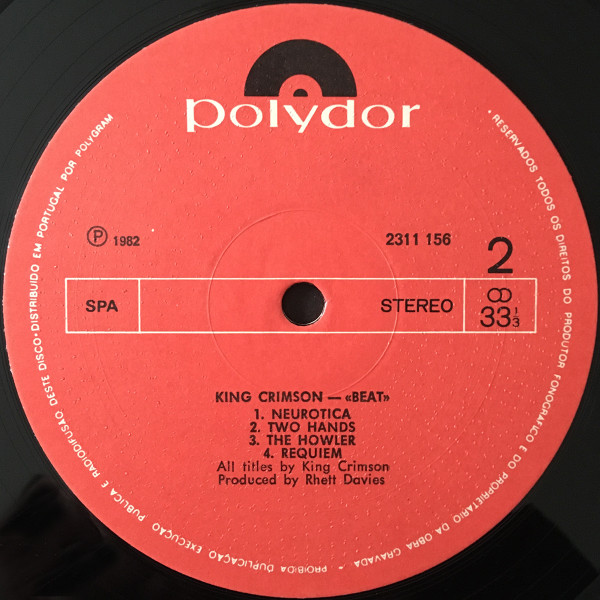 polydor
℗ 1982
2311 156
2
SPA
STEREO
33 1/3
KING CRIMSON — «BEAT»
1. NEUROTICA
2. TWO HANDS
3. THE HOWLER
4. REQUIEM
All titles by King Crimson
Produced by Rhett Davies
• RESERVADOS TODOS OS DIREITOS DO PRODUTOR FONOGRÁFICO E DO PROPRIETÁRIO DA OBRA GRAVADA • PROIBIDA DUPLICAÇÃO, EXECUÇÃO PÚBLICA E RADIODIFUSÃO DESTE DISCO • DISTRIBUIDO EM PORTUGAL POR POLYGRAM